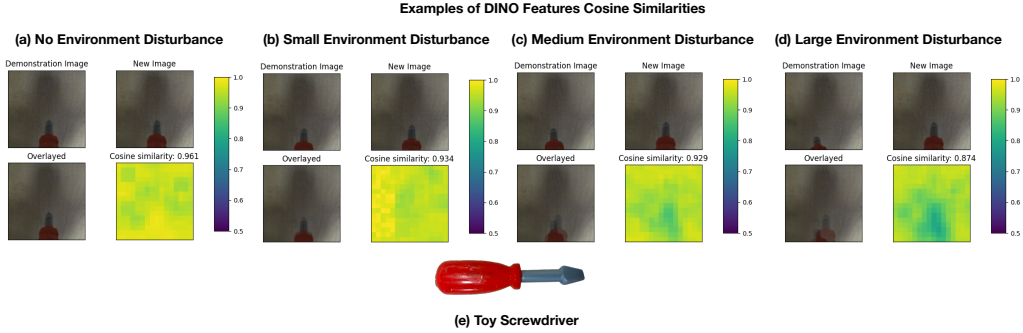 Examples of DINO Features Cosine Similarities
(a) No Environment Disturbance
Demonstration Image
New Image
1.0
0.9
0.8
0.7
0.6
0.5
Overlayed
Cosine similarity: 0.961
(b) Small Environment Disturbance
Demonstration Image
New Image
1.0
0.9
0.8
0.7
0.6
0.5
Overlayed
Cosine similarity: 0.934
(c) Medium Environment Disturbance
Demonstration Image
New Image
1.0
0.9
0.8
0.7
0.6
0.5
Overlayed
Cosine similarity: 0.929
(d) Large Environment Disturbance
Demonstration Image
New Image
1.0
0.9
0.8
0.7
0.6
0.5
Overlayed
Cosine similarity: 0.874
(e) Toy Screwdriver